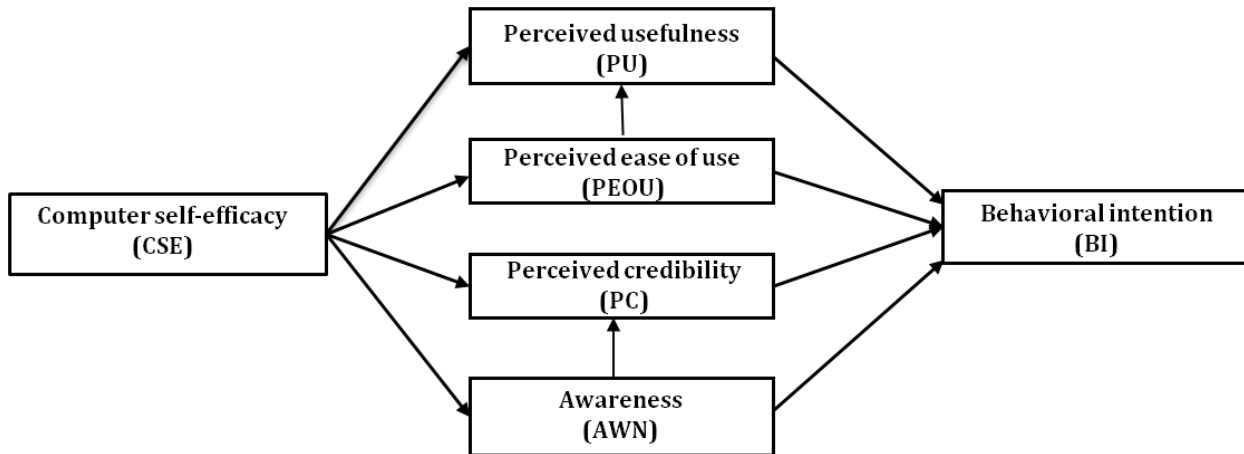 Perceived usefulness
(PU)
Perceived ease of use
(PEOU)
Computer self-efficacy
(CSE)
Behavioral intention
(BI)
Perceived credibility
(PC)
Awareness
(AWN)